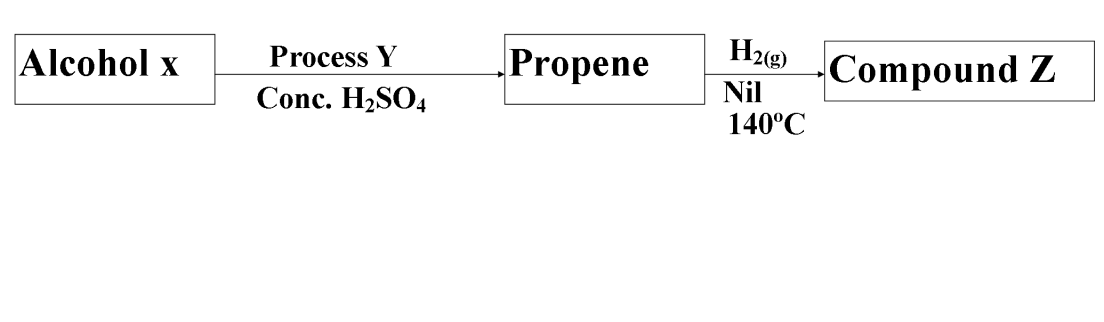 Alcohol x
Process Y
Conc. H₂SO₄
Propene
H₂(g)
Nil
140ºC
Compound Z